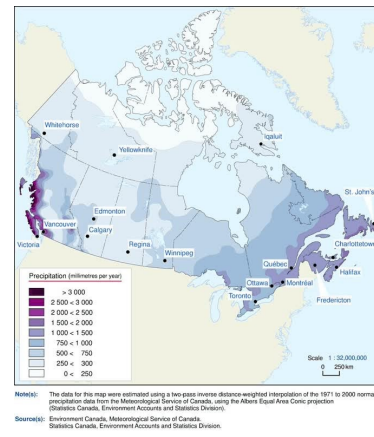 Whitehorse
Yellowknife
Iqaluit
Edmonton
Vancouver
Calgary
Victoria
Regina
Winnipeg
St. John's
Charlottetown
Québec
Halifax
Ottawa
Montréal
Toronto
Fredericton
Precipitation (millimetres per year)
> 3 000
2 500 < 3 000
2 000 < 2 500
1 500 < 2 000
1 000 < 1 500
750 < 1 000
500 < 750
250 < 500
0 < 250
Scale 1 : 32,000,000
0 250 km
Note(s): The data for this map were estimated using a two-pass inverse distance-weighted interpolation of the 1971 to 2000 norma
precipitation data from the Meteorological Service of Canada, using the Albers Equal Area Conic projection
(Statistics Canada, Environment Accounts and Statistics Division).
Source(s): Environment Canada, Meteorological Service of Canada.
Statistics Canada, Environment Accounts and Statistics Division.